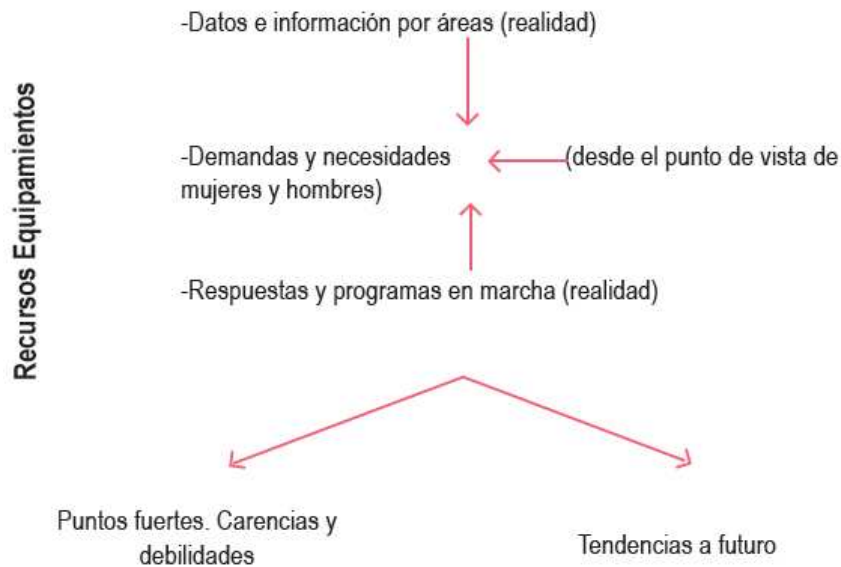 Recursos Equipamientos
-Datos e información por áreas (realidad)
-Demandas y necesidades (desde el punto de vista de
mujeres y hombres)
-Respuestas y programas en marcha (realidad)
Puntos fuertes. Carencias y
debilidades
Tendencias a futuro